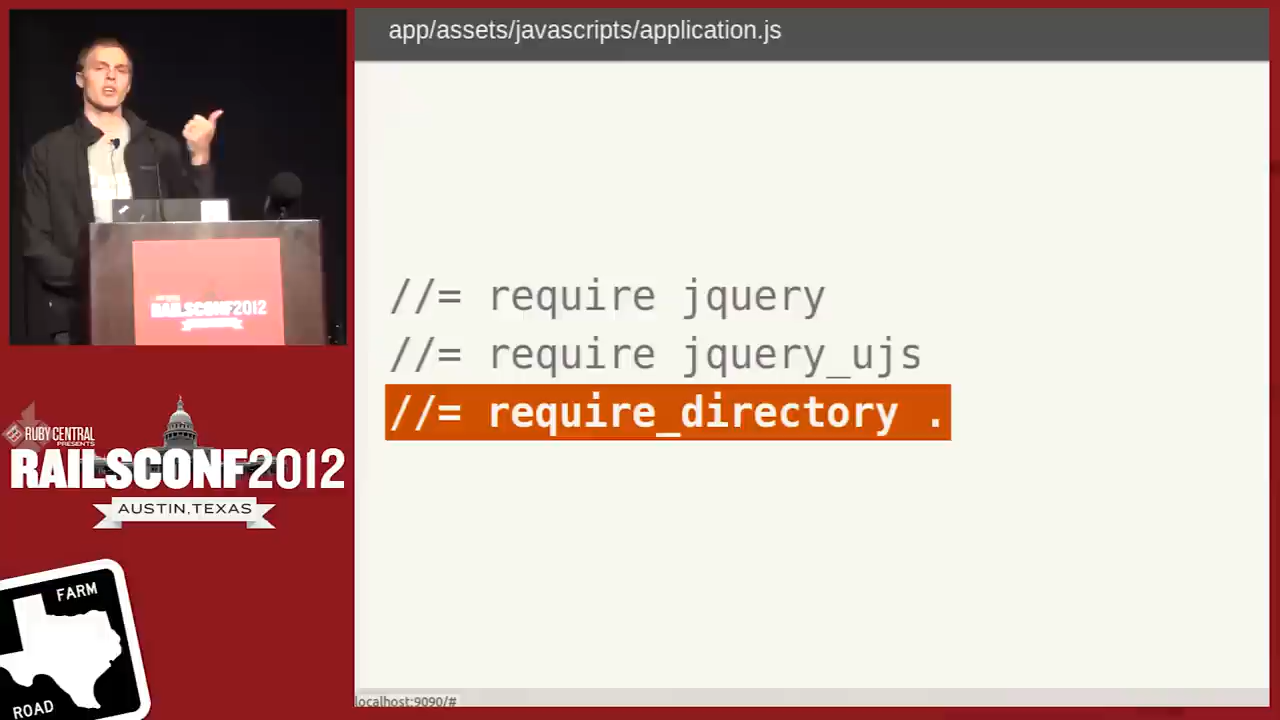 app/assets/javascripts/application.js
//= require jquery
//= require jquery_ujs
//= require_directory .
localhost:9090/#
RAILSCONF2012
RUBY CENTRAL
PRESENTS
RAILSCONF2012
AUSTIN, TEXAS
FARM
ROAD